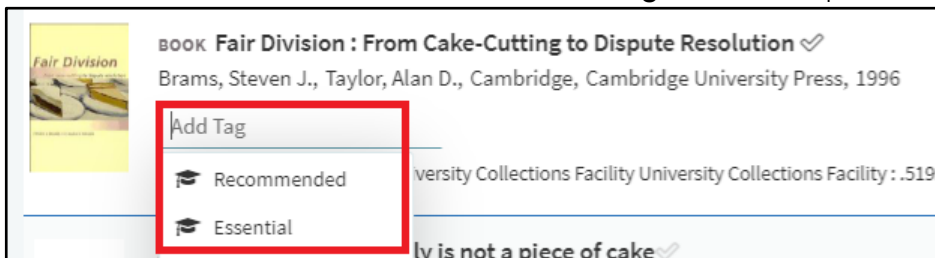 Fair Division
BOOK Fair Division : From Cake-Cutting to Dispute Resolution
Brams, Steven J., Taylor, Alan D., Cambridge, Cambridge University Press, 1996
Add Tag
Recommended
versity Collections Facility University Collections Facility : .519
Essential
ly is not a piece of cake